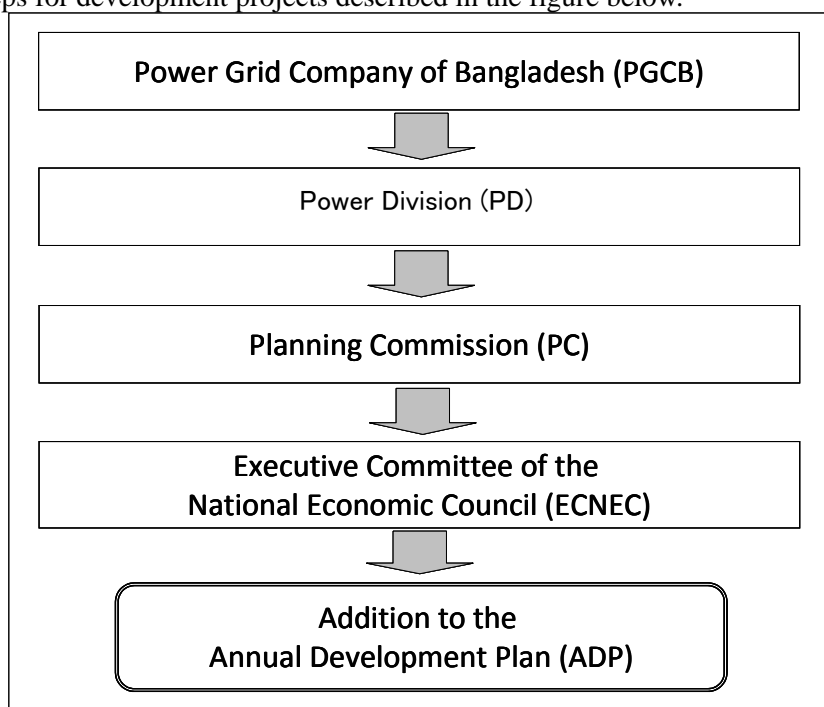 for development projects described in the figure below.
Power Grid Company of Bangladesh (PGCB)
Power Division (PD)
Planning Commission (PC)
Executive Committee of the
National Economic Council (ECNEC)
Addition to the
Annual Development Plan (ADP)